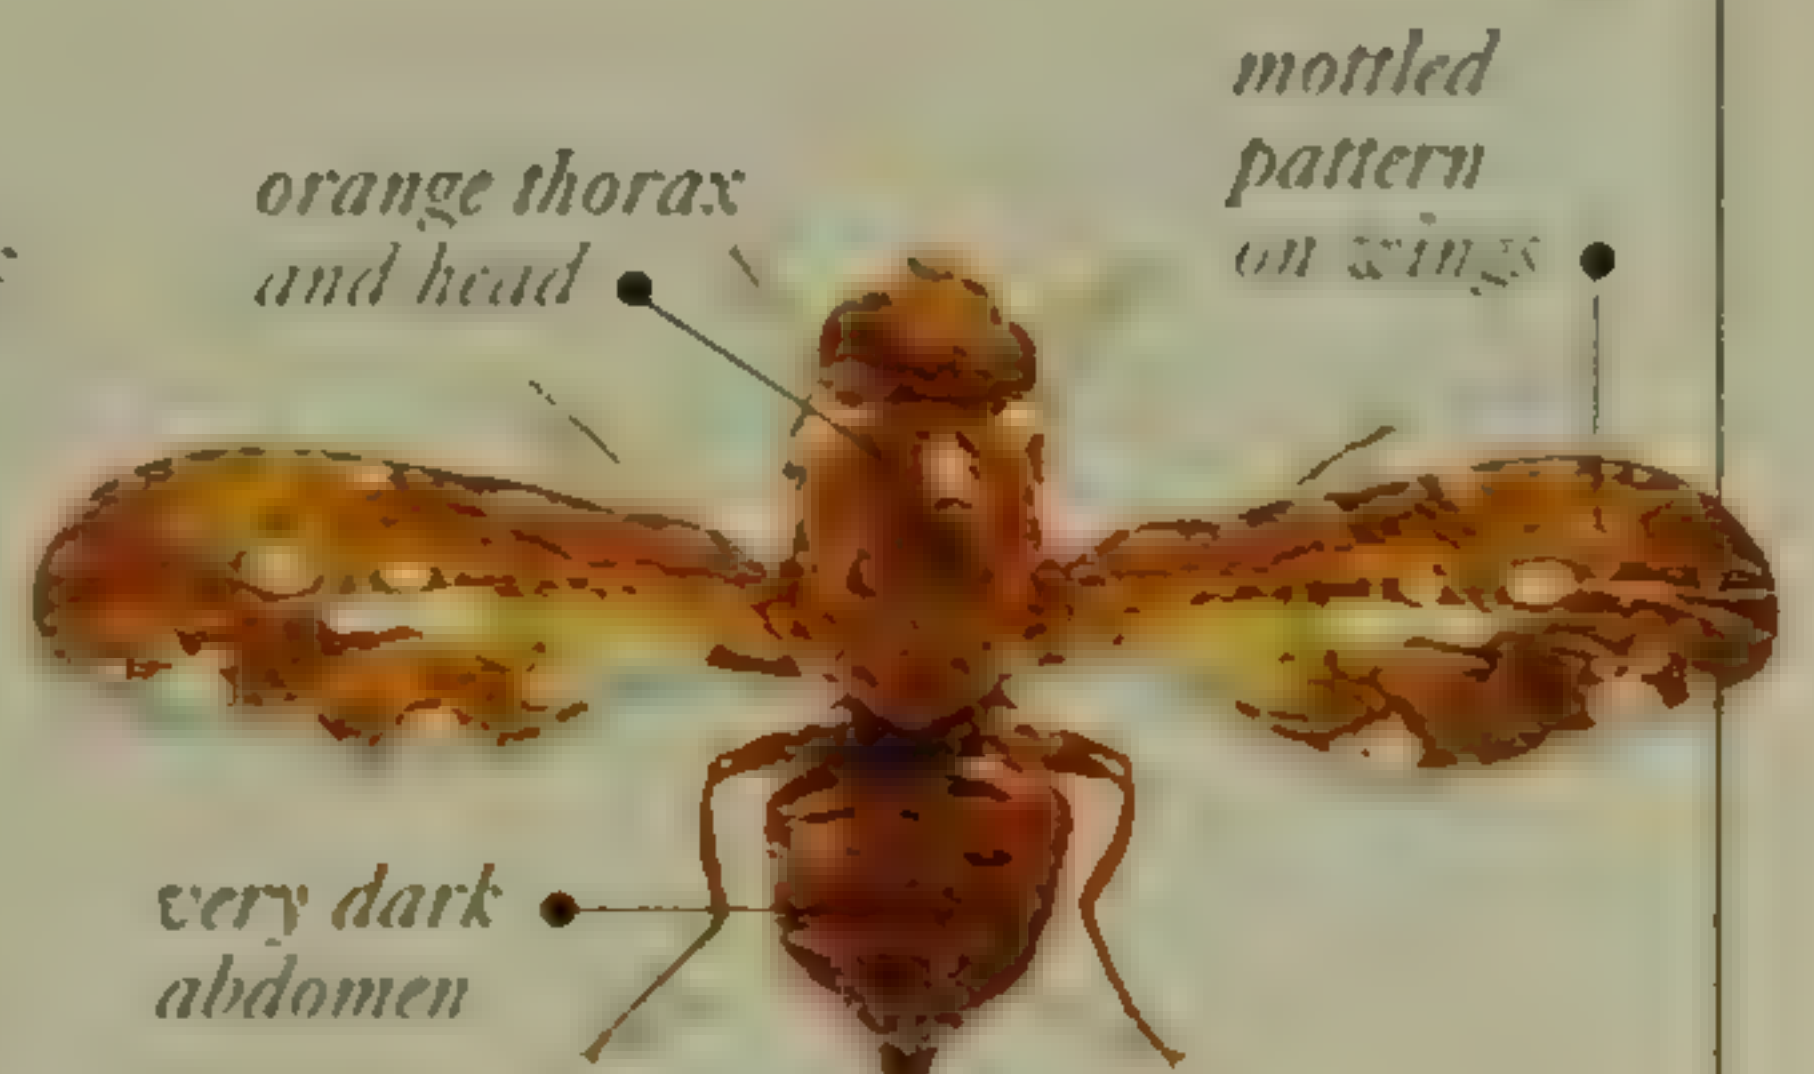 orange thorax
and head
mottled
pattern
on wings
very dark
abdomen